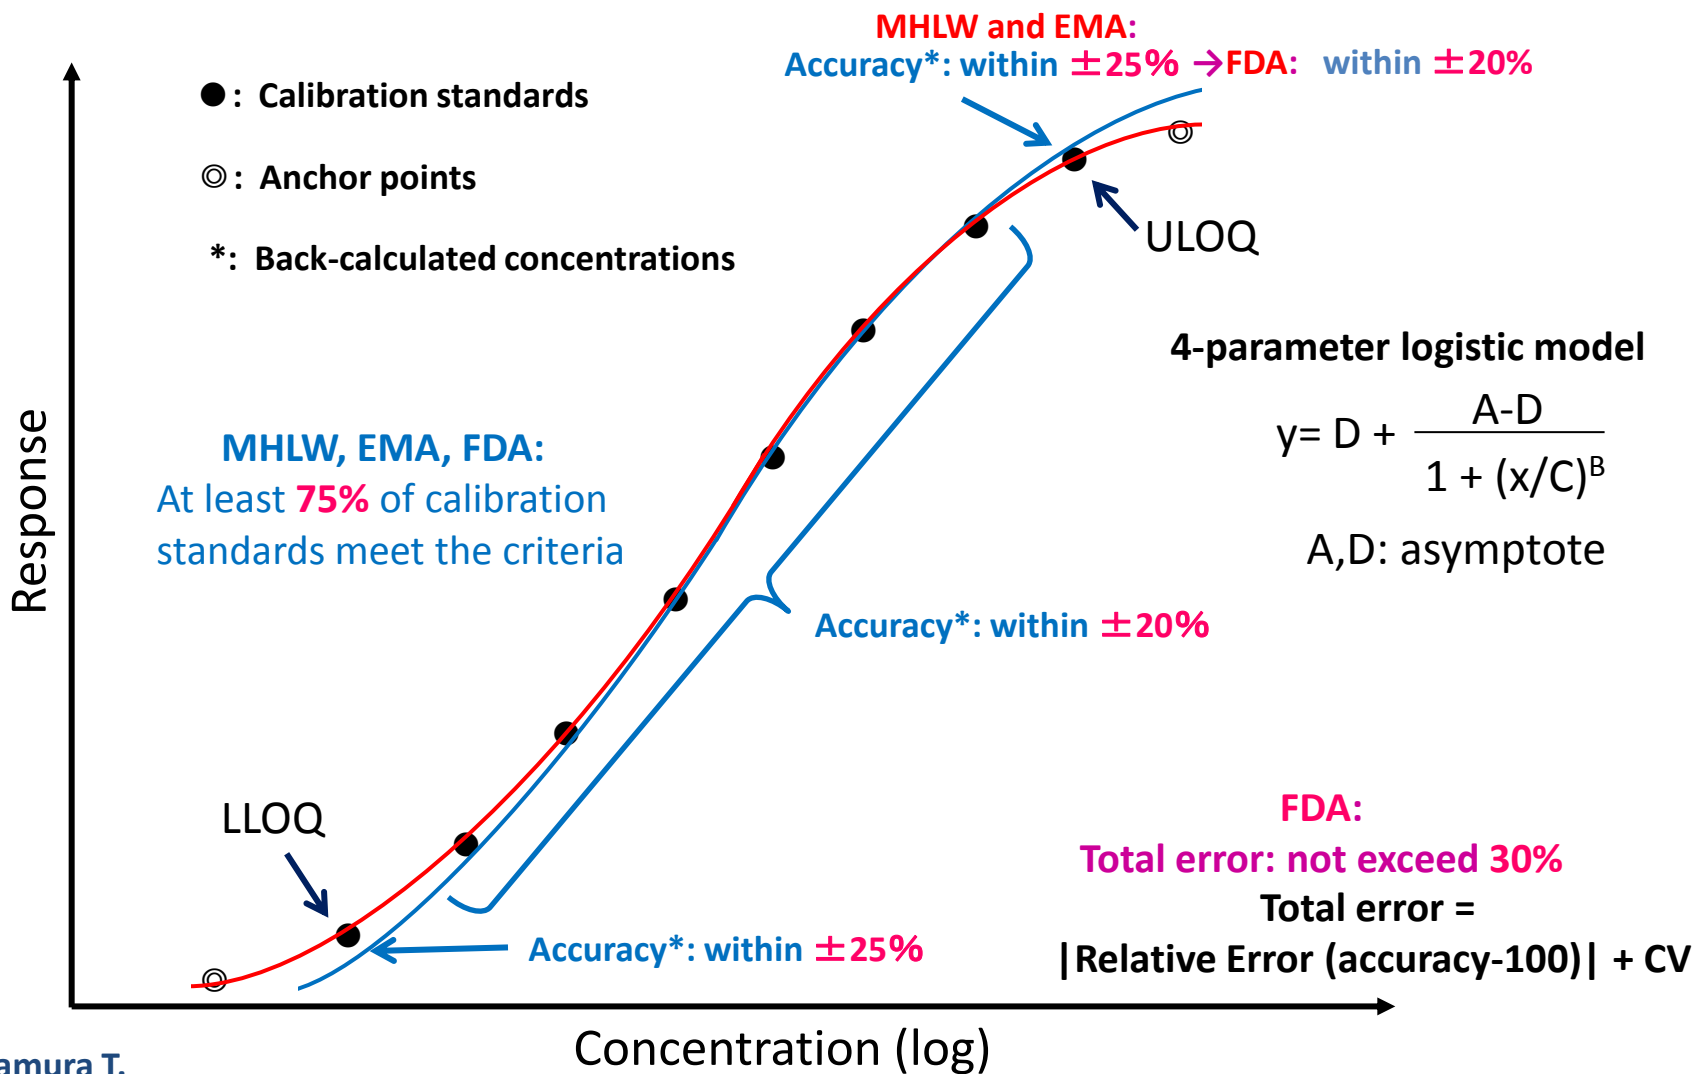 MHLW and EMA:
Accuracy*: within ±25% →FDA: within ±20%
●: Calibration standards
◎: Anchor points
*: Back-calculated concentrations
ULOQ
4-parameter logistic model
y= D + A-D
1 + (x/C)^B
A,D: asymptote
Response
MHLW, EMA, FDA:
At least 75% of calibration
standards meet the criteria
Accuracy*: within ±20%
LLOQ
FDA:
Total error: not exceed 30%
Total error =
|Relative Error (accuracy-100)| + CV
Accuracy*: within ±25%
Concentration (log)
amura T.